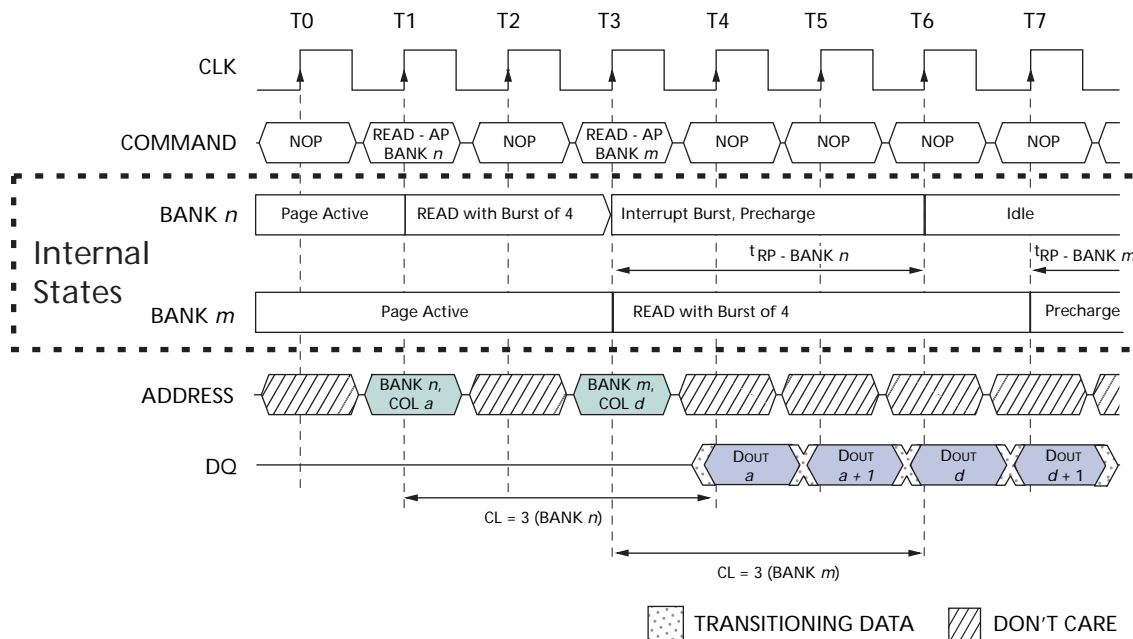 T0 T1 T2 T3 T4 T5 T6 T7
CLK
COMMAND
NOP
READ - AP
BANK n
NOP
READ - AP
BANK m
NOP
NOP
NOP
NOP
Internal
States
BANK n
Page Active
READ with Burst of 4
Interrupt Burst, Precharge
Idle
tRP - BANK n
tRP - BANK m
BANK m
Page Active
READ with Burst of 4
Precharge
ADDRESS
BANK n,
COL a
BANK m,
COL d
DQ
DOUT
a
DOUT
a + 1
DOUT
d
DOUT
d + 1
CL = 3 (BANK n)
CL = 3 (BANK m)
TRANSITIONING DATA
DON'T CARE